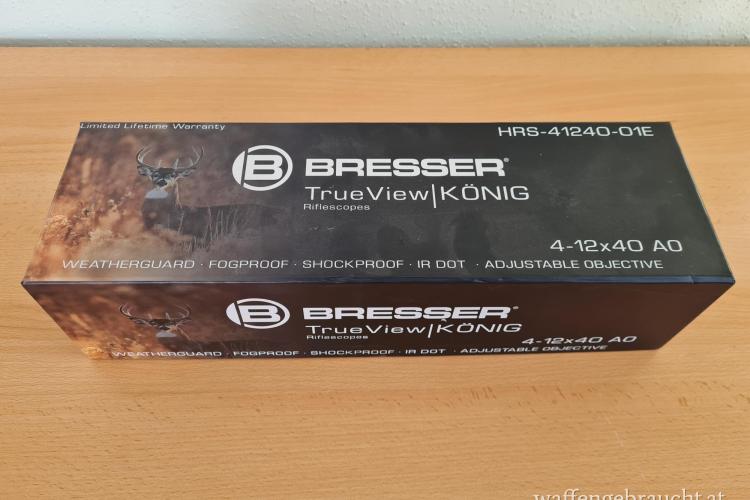 Limited Lifetime Warranty
HRS-41240-01E
B BRESSER®
TrueView|KÖNIG
Riflescopes
4-12x40 AO
WEATHERGUARD · FOGPROOF · SHOCKPROOF · IR DOT · ADJUSTABLE OBJECTIVE
B BRESSER®
TrueView|KÖNIG
Riflescopes
4-12x40 AO
WEATHERGUARD · FOGPROOF · SHOCKPROOF · IR DOT · ADJUSTABLE OBJECTIVE
waffengebraucht.at